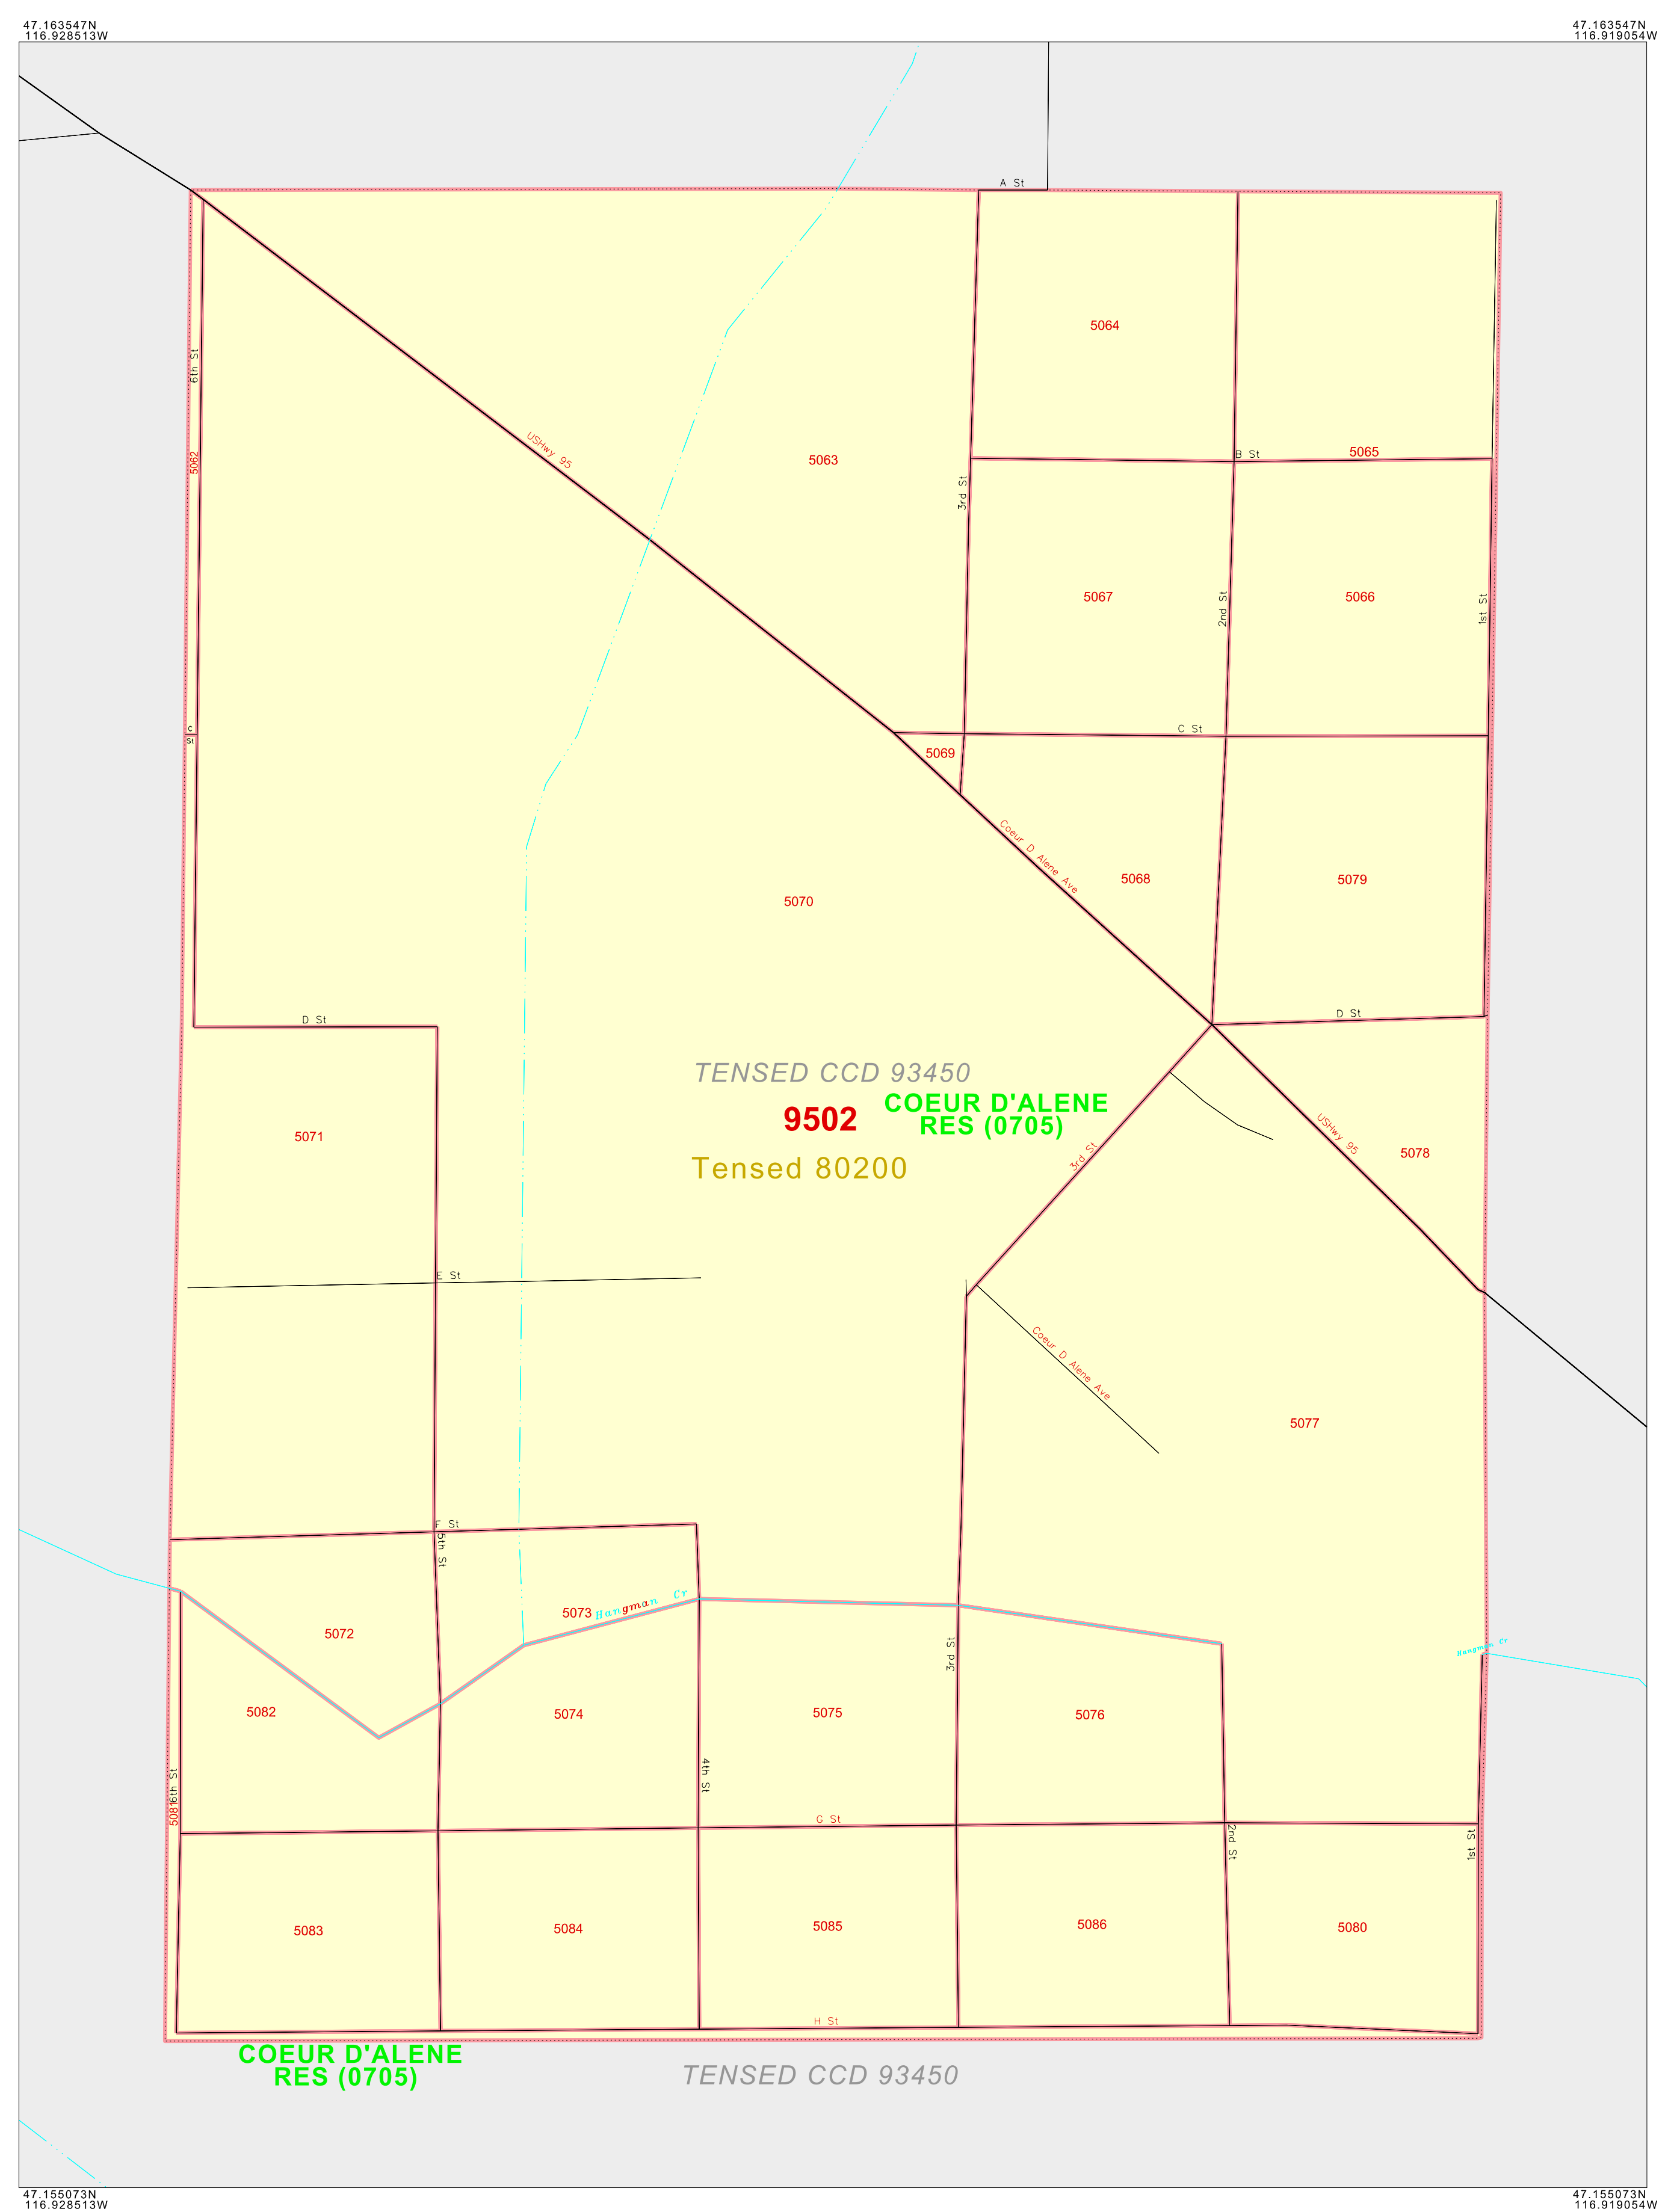 47.163547N
116.928513W
47.163547N
116.919054W
A St
5064
6th St
USHwy 95
5062
5063
B St
5065
3rd St
5067
5066
2nd St
1st St
C
St
C St
5069
Coeur D Alene Ave
5068
5079
5070
D St
D St
TENSED CCD 93450
9502
COEUR D'ALENE
RES (0705)
Tensed 80200
5071
3rd St
USHwy 95
5078
E St
Coeur D Alene Ave
5077
F St
5th St
Hangman Cr
5073
5072
3rd St
Hangman Cr
5082
5074
5075
5076
6th St
5081
4th St
G St
2nd St
1st St
5083
5084
5085
5086
5080
H St
COEUR D'ALENE
RES (0705)
TENSED CCD 93450
47.155073N
116.928513W
47.155073N
116.919054W